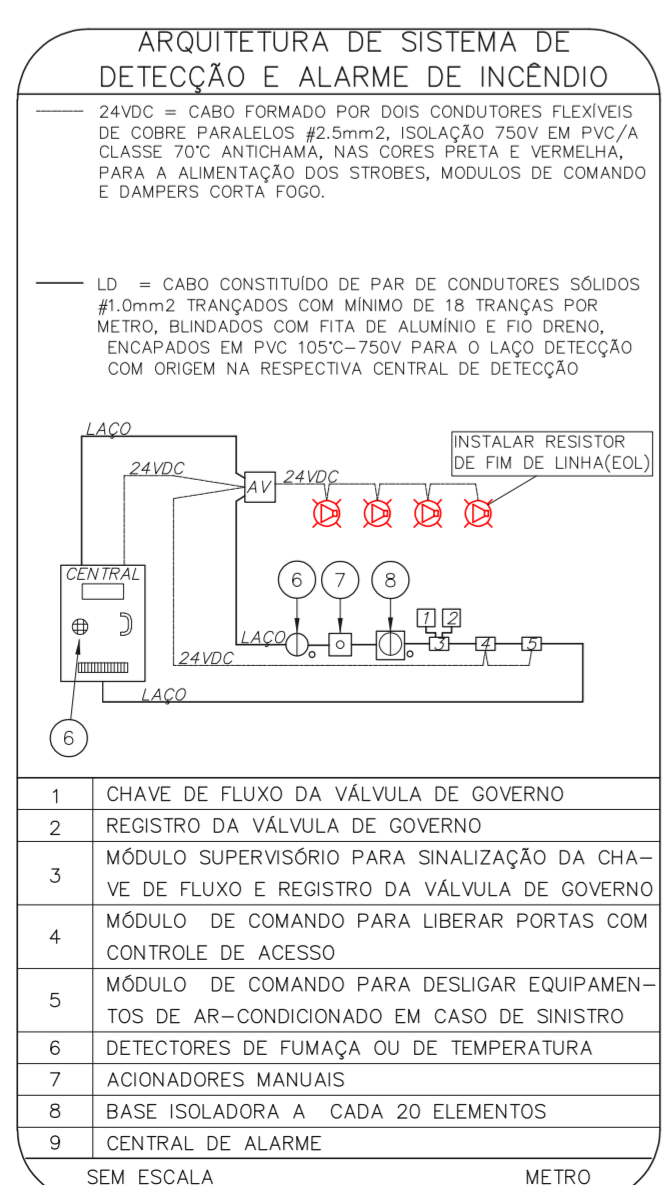 ARQUITETURA DE SISTEMA DE
DETECÇÃO E ALARME DE INCÊNDIO
24VDC = CABO FORMADO POR DOIS CONDUTORES FLEXÍVEIS
DE COBRE PARALELOS #2.5mm2, ISOLAÇÃO 750V EM PVC/A
CLASSE 70°C ANTICHAMA, NAS CORES PRETA E VERMELHA,
PARA A ALIMENTAÇÃO DOS STROBES, MODULOS DE COMANDO
E DAMPERS CORTA FOGO.
LD = CABO CONSTITUÍDO DE PAR DE CONDUTORES SÓLIDOS
#1.0mm2 TRANÇADOS COM MÍNIMO DE 18 TRANÇAS POR
METRO, BLINDADOS COM FITA DE ALUMÍNIO E FIO DRENO,
ENCAPADOS EM PVC 105°C-750V PARA O LAÇO DETECÇÃO
COM ORIGEM NA RESPECTIVA CENTRAL DE DETECÇÃO
LAÇO
INSTALAR RESISTOR
DE FIM DE LINHA(EOL)
24VDC
AV
24VDC
CENTRAL
6
7
8
1
2
LAÇO
3
4
5
24VDC
LAÇO
6
1 CHAVE DE FLUXO DA VÁLVULA DE GOVERNO
2 REGISTRO DA VÁLVULA DE GOVERNO
3 MÓDULO SUPERVISÓRIO PARA SINALIZAÇÃO DA CHA-
VE DE FLUXO E REGISTRO DA VÁLVULA DE GOVERNO
4 MÓDULO DE COMANDO PARA LIBERAR PORTAS COM
CONTROLE DE ACESSO
5 MÓDULO DE COMANDO PARA DESLIGAR EQUIPAMEN-
TOS DE AR-CONDICIONADO EM CASO DE SINISTRO
6 DETECTORES DE FUMAÇA OU DE TEMPERATURA
7 ACIONADORES MANUAIS
8 BASE ISOLADORA A CADA 20 ELEMENTOS
9 CENTRAL DE ALARME
SEM ESCALA METRO